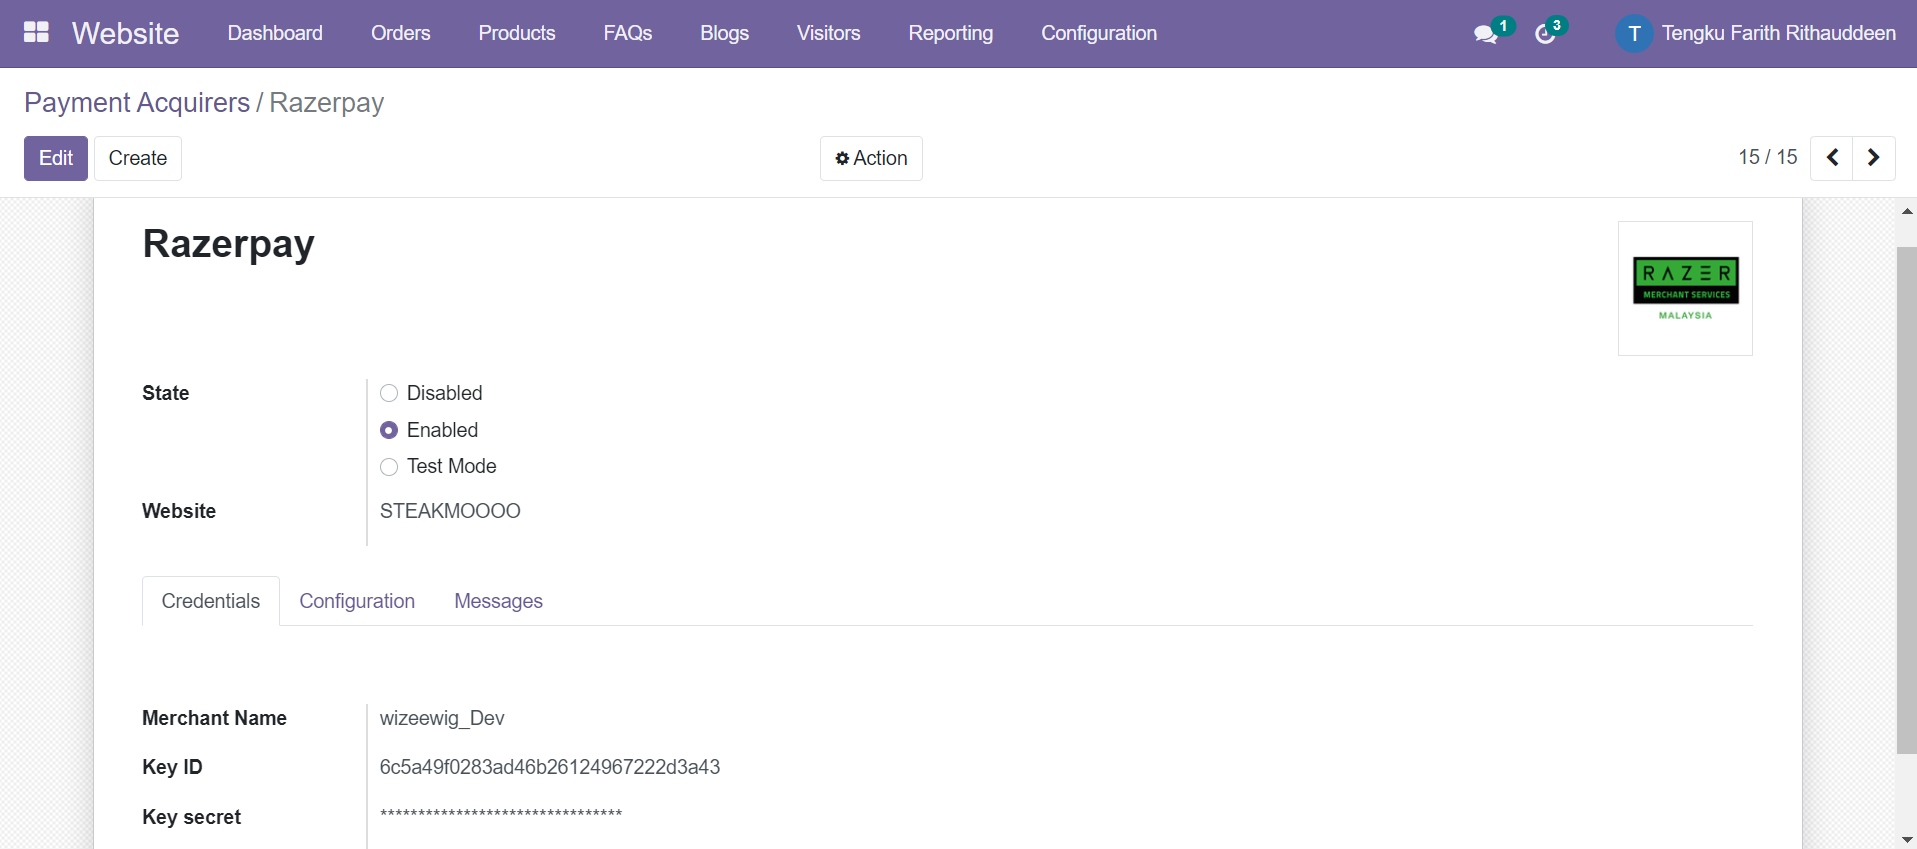 Website Dashboard Orders Products FAQs Blogs Visitors Reporting Configuration 1 3 T Tengku Farith Rithauddeen
Payment Acquirers / Razerpay
Edit Create Action 15 / 15
Razerpay
RAZER
MERCHANT SERVICES
MALAYSIA
State Disabled
Enabled
Test Mode
Website STEAKMOOOO
Credentials Configuration Messages
Merchant Name wizeewig_Dev
Key ID 6c5a49f0283ad46b26124967222d3a43
Key secret ********************************